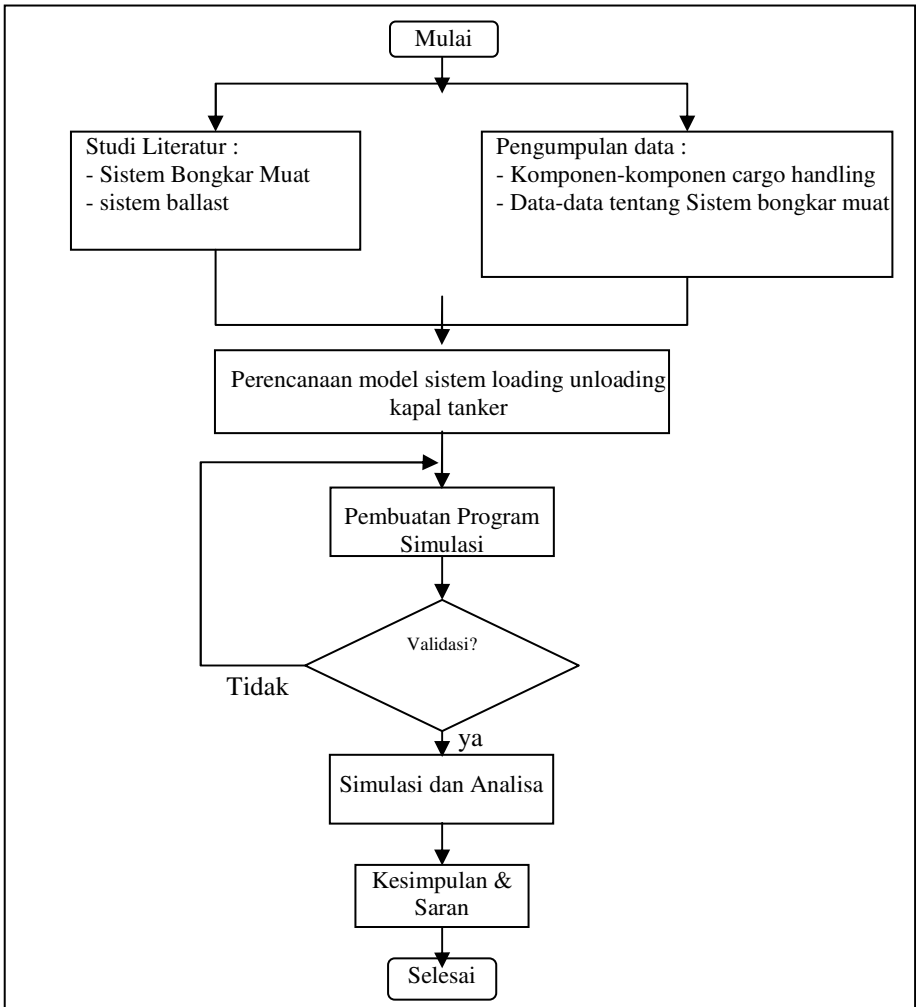 Mulai
Studi Literatur :
- Sistem Bongkar Muat
- sistem ballast
Pengumpulan data :
- Komponen-komponen cargo handling
- Data-data tentang Sistem bongkar muat
Perencanaan model sistem loading unloading
kapal tanker
Pembuatan Program
Simulasi
Validasi?
Tidak
ya
Simulasi dan Analisa
Kesimpulan &
Saran
Selesai